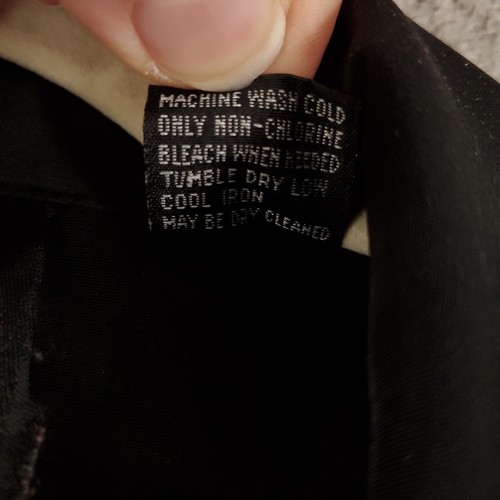 MACHINE WASH COLD
ONLY NON-CHLORINE
BLEACH WHEN NEEDED
TUMBLE DRY LOW
COOL IRON
MAY BE DRY CLEANED